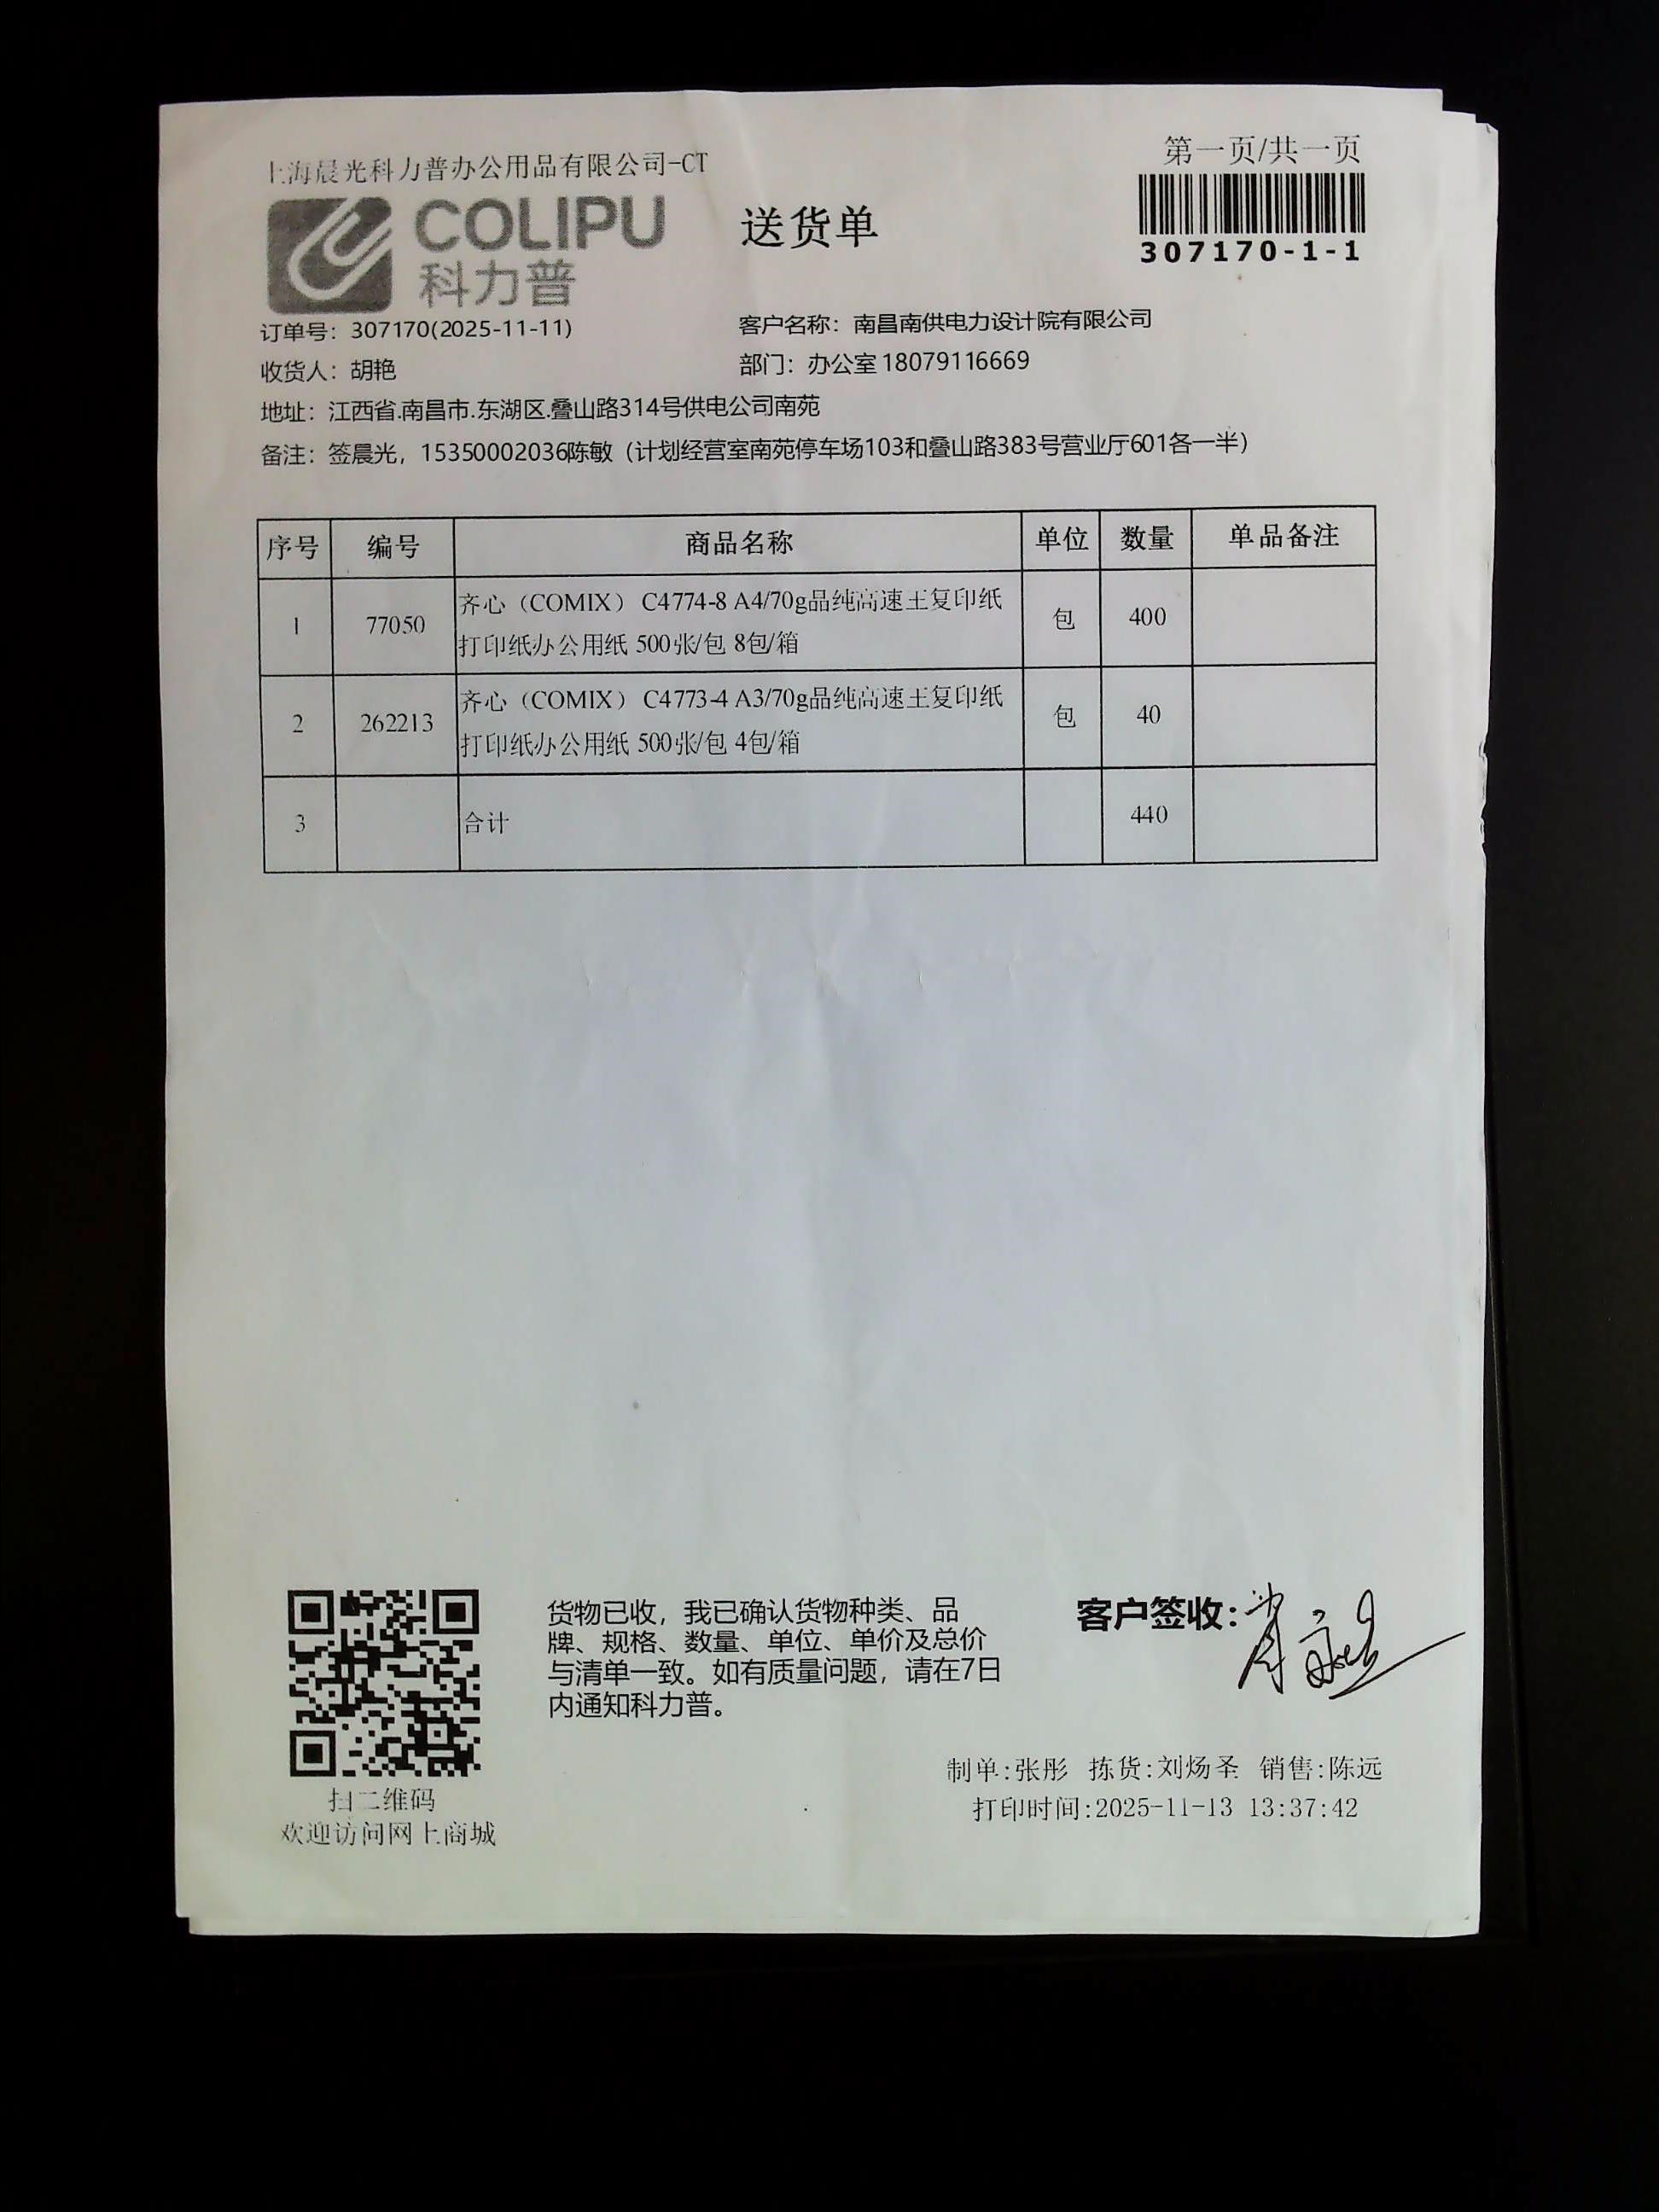 第一页/共一页
上海晨光科力普办公用品有限公司-CT
COLIPU
科力普
送货单
307170-1-1
订单号：307170(2025-11-11)
客户名称：南昌南供电力设计院有限公司
收货人：胡艳
部门：办公室18079116669
地址：江西省.南昌市.东湖区.叠山路314号供电公司南苑
备注：签晨光，15350002036陈敏（计划经营室南苑停车场103和叠山路383号营业厅601各一半）
序号 编号 商品名称 单位 数量 单品备注
1 77050 齐心（COMIX） C4774-8 A4/70g品纯高速王复印纸 包 400
打印纸办公用纸 500张/包 8包/箱
2 262213 齐心（COMIX） C4773-4 A3/70g品纯高速王复印纸 包 40
打印纸办公用纸 500张/包 4包/箱
3 合计 440
货物已收，我已确认货物种类、品
牌、规格、数量、单位、单价及总价
与清单一致。如有质量问题，请在7日
内通知科力普。
客户签收：
扫二维码
欢迎访问网上商城
制单:张彤 拣货:刘炀圣 销售:陈远
打印时间:2025-11-13 13:37:42